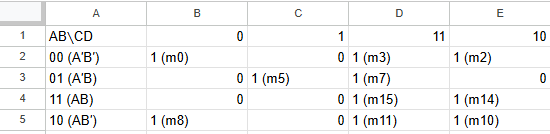 A B C D E
1 AB\CD 0 1 11 10
2 00 (A'B') 1 (m0) 0 1 (m3) 1 (m2)
3 01 (A'B) 0 1 (m5) 1 (m7) 0
4 11 (AB) 0 0 1 (m15) 1 (m14)
5 10 (AB') 1 (m8) 0 1 (m11) 1 (m10)